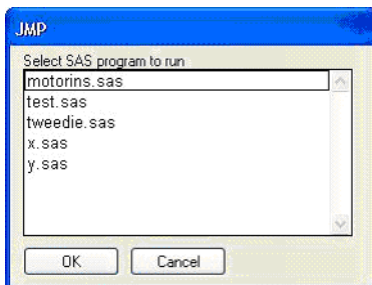 JMP
Select SAS program to run
motorins.sas
test.sas
tweedie.sas
x.sas
y.sas
OK Cancel